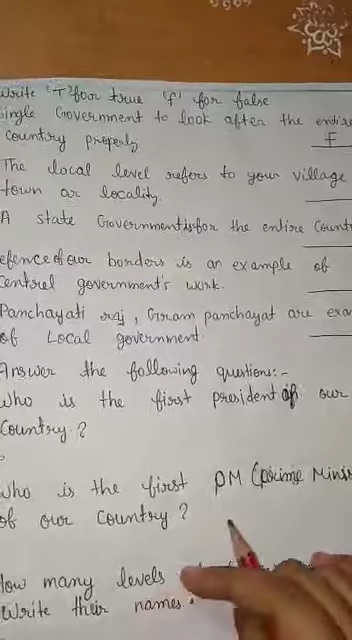 Write 'T' for true 'f' for false
Single Government to look after the entire
country properly F
The local level refers to your village
town or locality.
A state Government is for the entire Count
efence of our borders is an example of
Centrel government's work.
Panchayati raj, Gram panchayat are exa
of Local government.
Answer the following questions:-
Who is the first president of our
Country?
Who is the first PM (Prime Minis
of our Country?
How many levels
Write their names.